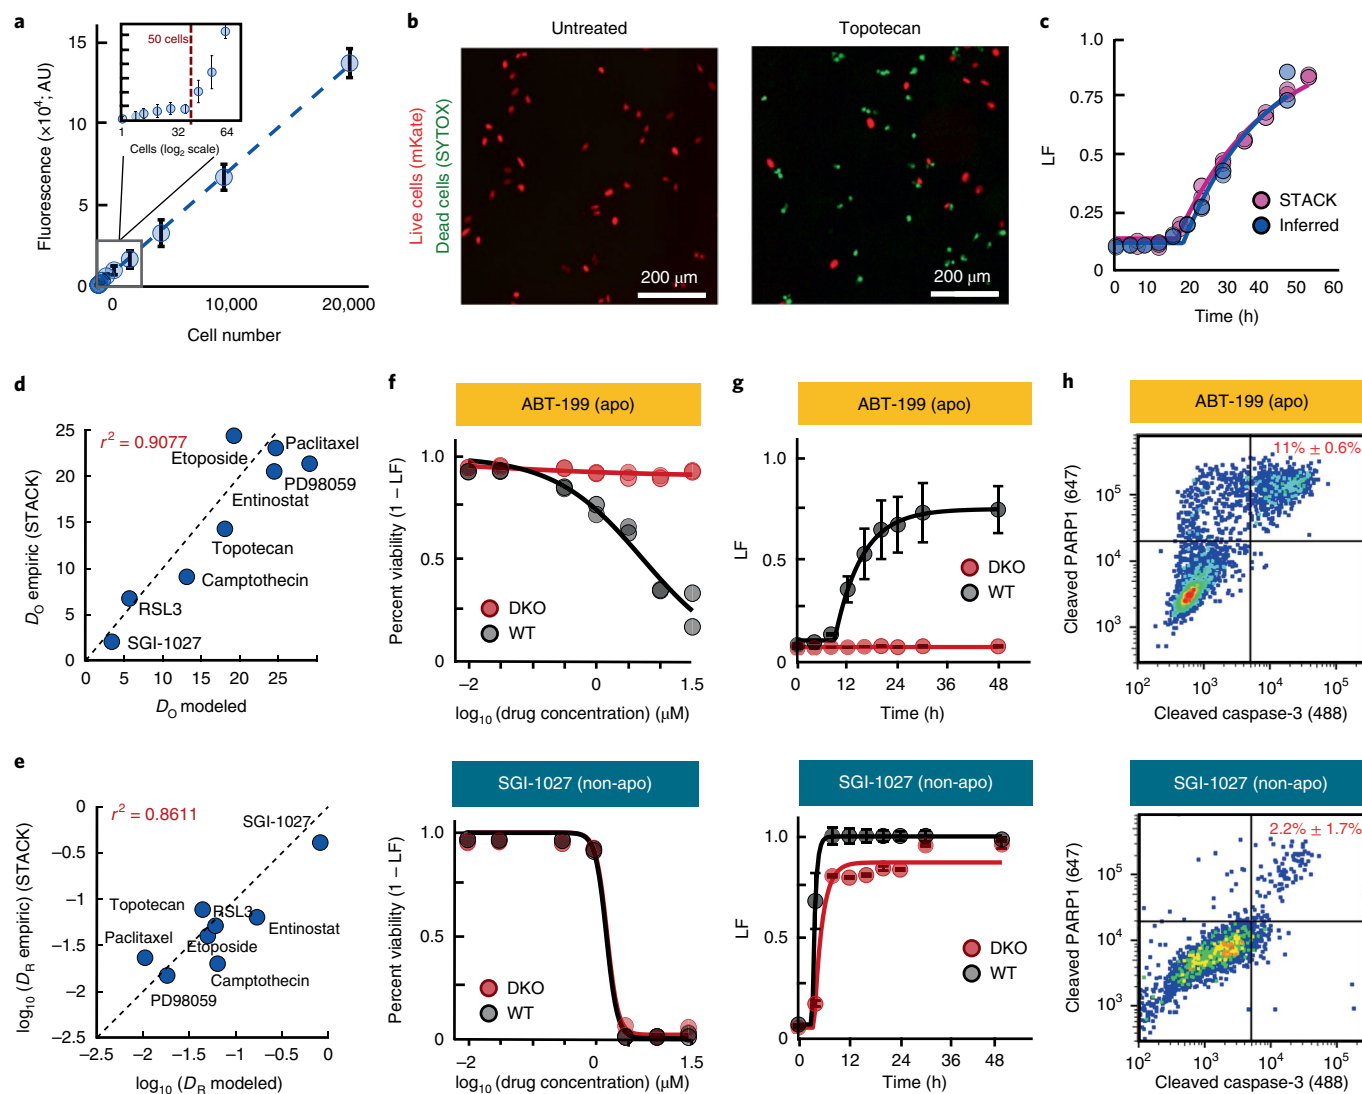 a
Fluorescence (×10⁴; AU)
15
10
5
0
50 cells
1
32
64
Cells (log₂ scale)
0
10,000
20,000
Cell number
b
Untreated
Topotecan
Live cells (mKate)
Dead cells (SYTOX)
200 μm
200 μm
c
LF
1.0
0.75
0.5
0.25
0
STACK
Inferred
0 10 20 30 40 50 60
Time (h)
d
r² = 0.9077
D_O empiric (STACK)
25
20
15
10
5
0
Etoposide
Paclitaxel
PD98059
Entinostat
Topotecan
Camptothecin
RSL3
SGI-1027
0 5 10 15 20 25
D_O modeled
e
r² = 0.8611
log₁₀ (D_R empiric) (STACK)
0
−0.5
−1
−1.5
−2
−2.5
SGI-1027
Topotecan
RSL3
Entinostat
Paclitaxel
Etoposide
Camptothecin
PD98059
−2.5 −2 −1.5 −1 −0.5 0
log₁₀ (D_R modeled)
f
ABT-199 (apo)
Percent viability (1 − LF)
1.0
0.5
0
DKO
WT
−2 0 1.5
log₁₀ (drug concentration) (μM)
SGI-1027 (non-apo)
Percent viability (1 − LF)
1.0
0.5
0
DKO
WT
−2 0 1.5
log₁₀ (drug concentration) (μM)
g
ABT-199 (apo)
LF
1.0
0.5
0
DKO
WT
0 12 24 36 48
Time (h)
SGI-1027 (non-apo)
LF
1.0
0.5
0
DKO
WT
0 12 24 36 48
Time (h)
h
ABT-199 (apo)
11% ± 0.6%
Cleaved PARP1 (647)
10⁵
10⁴
10³
10² 10³ 10⁴ 10⁵
Cleaved caspase-3 (488)
SGI-1027 (non-apo)
2.2% ± 1.7%
Cleaved PARP1 (647)
10⁵
10⁴
10³
10² 10³ 10⁴ 10⁵
Cleaved caspase-3 (488)